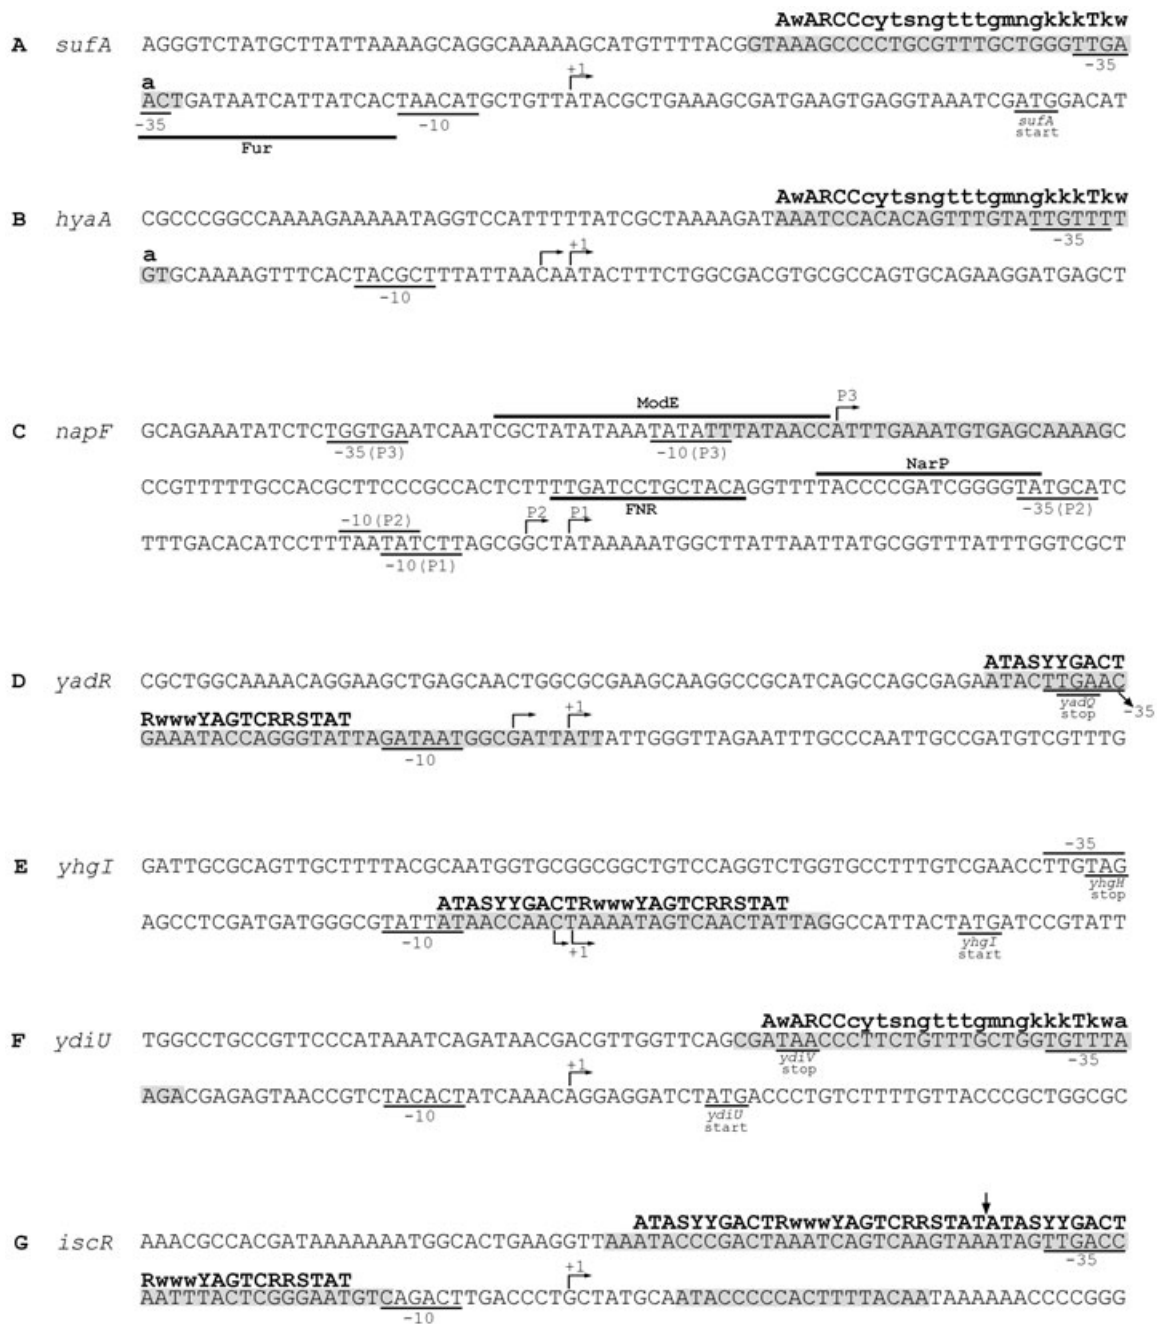 AwARCCcytsngtttgmngkkkTkw
A sufA AGGGTCTATGCTTATTAAAAGCAGGCAAAAAGCATGTTTTACGGTAAAGCCCCTGCGTTTGCTGGGTTGA
-35
a +1
ACTGATAATCATTATCACTAACATGCTGTTATACGCTGAAAGCGATGAAGTGAGGTAAATCGATGGACAT
-35 -10 sufA
start
Fur
AwARCCcytsngtttgmngkkkTkw
B hyaA CGCCCGGCCAAAAGAAAAATAGGTCCATTTTTATCGCTAAAAGATAAATCCACACAGTTTGTATTGTTTT
-35
a +1
GTGCAAAAGTTTCACTACGCTTTATTAACAATACTTTCTGGCGACGTGCGCCAGTGCAGAAGGATGAGCT
-10
ModE P3
C napF GCAGAAATATCTCTTGGTGAATCAATCGCTATATAAATATATTTATAACCATTTGAAATGTGAGCAAAAGC
-35(P3) -10(P3)
NarP
CCGTTTTTGCCACGCTTCCCGCCACTCTTTTGATCCTGCTACAGGTTTTACCCCGATCGGGGTATGCATC
FNR -35(P2)
-10(P2) P2 P1
TTTGACACATCCTTTAATATCTTAGCGGCTATAAAAATGGCTTATTAATTATGCGGTTTATTTGGTCGCT
-10(P1)
ATASYYGACT
D yadR CGCTGGCAAAACAGGAAGCTGAGCAACTGGCGCGAAGCAAGGCCGCATCAGCCAGCGAGAATACTTGAAC
yadQ
stop -35
RwwwYAGTCRRSTAT +1
GAAATACCAGGGTATTAGATAATGGCGATTATTATTGGGTTAGAATTTGCCCAATTGCCGATGTCGTTTG
-10
-35
E yhgI GATTGCGCAGTTGCTTTTACGCAATGGTGCGGCGGCTGTCCAGGTCTGGTGCCTTTGTCGAACCTTGTAG
yhgH
stop
ATASYYGACTRwwwYAGTCRRSTAT
AGCCTCGATGATGGGCGTATTATAACCAACTAAAATAGTCAACTATTAGGCCATTACTATGATCCGTATT
-10 +1 yhgI
start
AwARCCcytsngtttgmngkkkTkwa
F ydiU TGGCCTGCCGTTCCCATAAATCAGATAACGACGTTGGTTCAGCGATAACCCTTCTGTTTGCTGGTGTTTA
ydiV
stop -35
+1
AGACGAGAGTAACCGTCTACACTATCAAACAGGAGGATCTATGACCCTGTCTTTTGTTACCCGCTGGCGC
-10 ydiU
start
ATASYYGACTRwwwYAGTCRRSTATATASYYGACT
G iscR AAACGCCACGATAAAAAAATGGCACTGAAGGTTAAATACCCGACTAAATCAGTCAAGTAAATAGTTGACC
-35
RwwwYAGTCRRSTAT +1
AATTTACTCGGGAATGTCAGACTTGACCCTGCTATGCAATACCCCCACTTTTACAATAAAAAACCCCGGG
-10